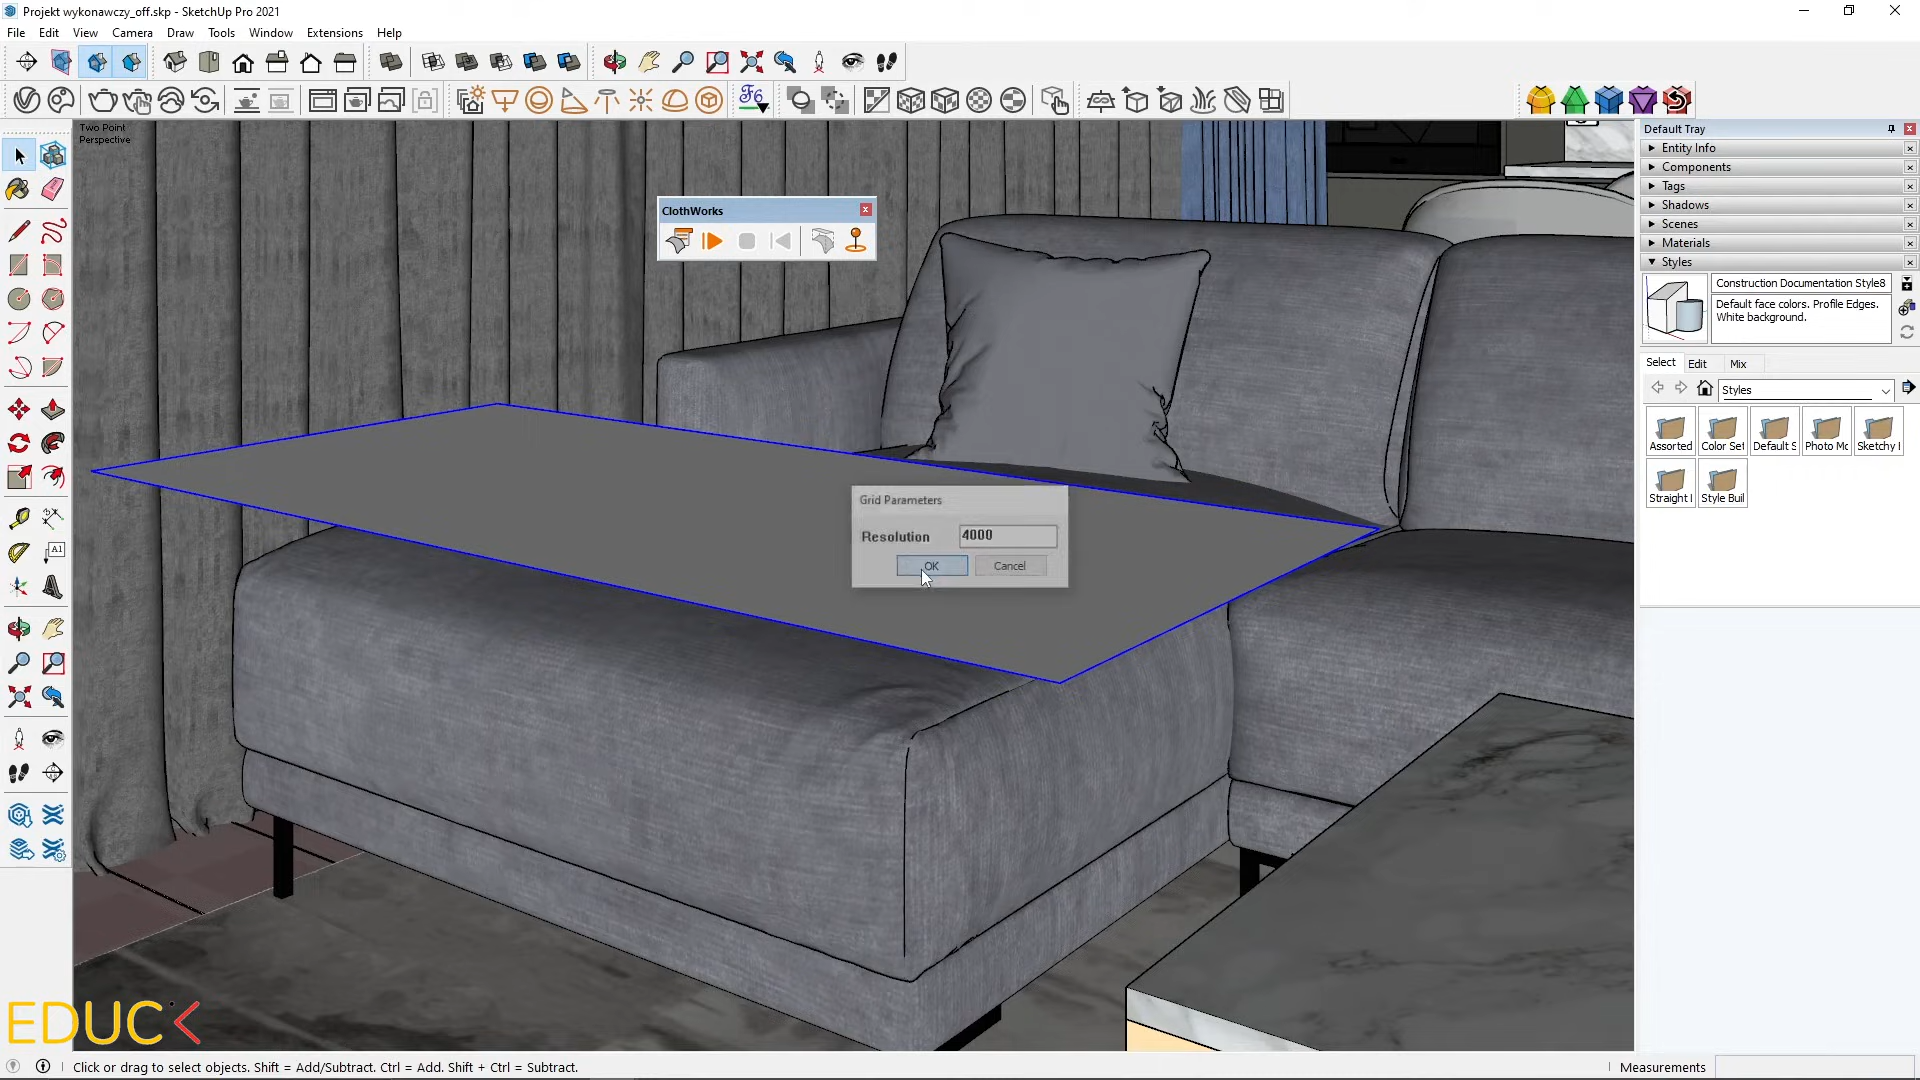 Projekt wykonawczy_off.skp - SketchUp Pro 2021
File Edit View Camera Draw Tools Window Extensions Help
Two Point
Perspective
ClothWorks
Grid Parameters
Resolution 4000
OK Cancel
A1
Default Tray
Entity Info
Components
Tags
Shadows
Scenes
Materials
Styles
Construction Documentation Style8
Default face colors. Profile Edges.
White background.
Select Edit Mix
Styles
Assorted Color Set Default S Photo Mo Sketchy I
Straight I Style Buil
EDUC
Click or drag to select objects. Shift = Add/Subtract. Ctrl = Add. Shift + Ctrl = Subtract.
Measurements